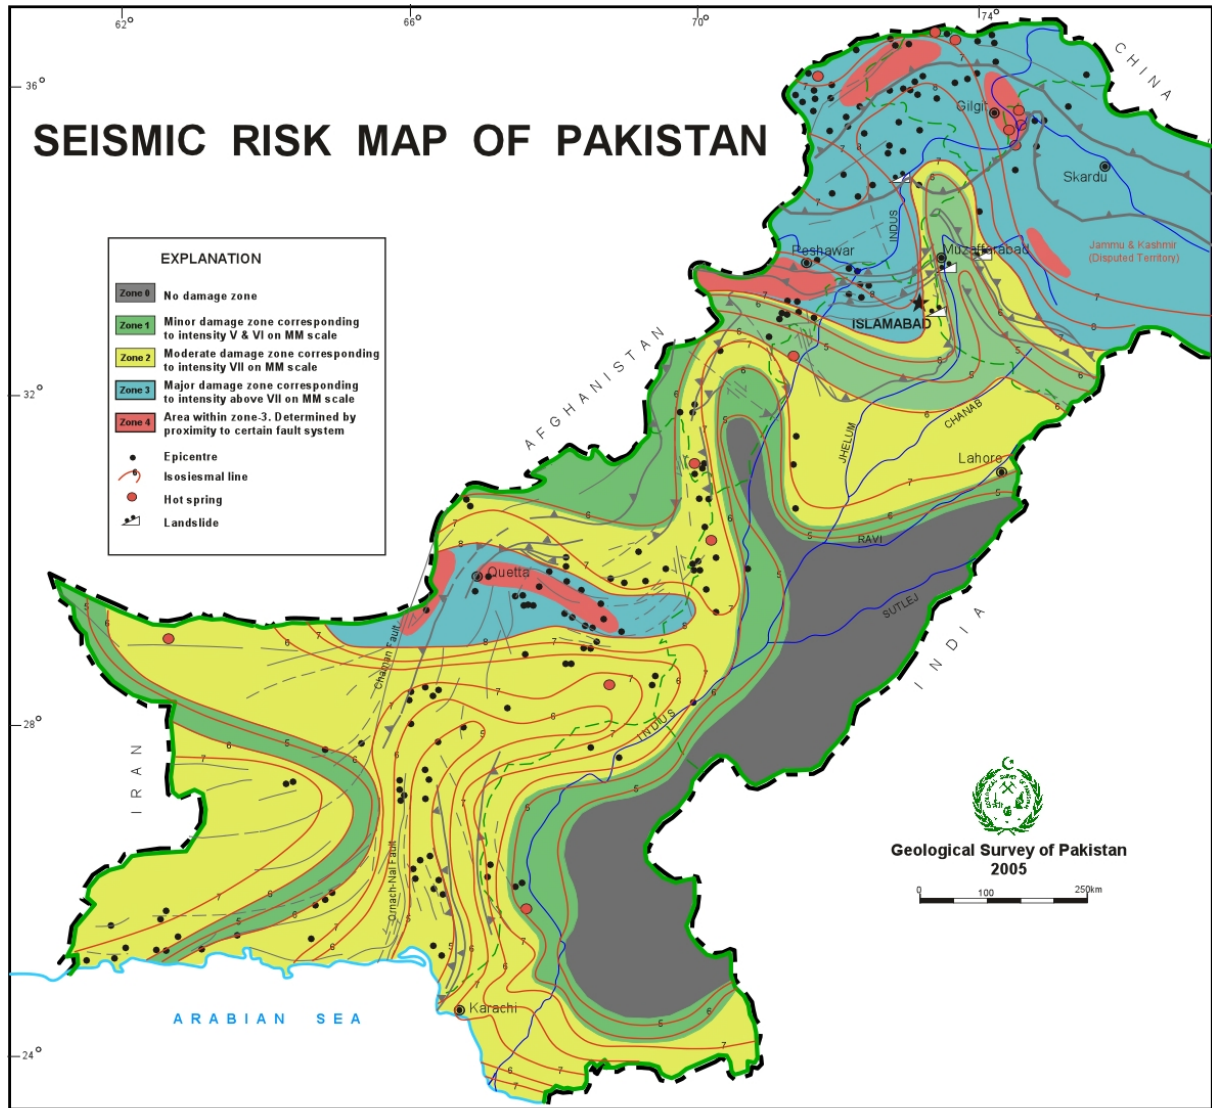 62°
66°
70°
74°
36°
32°
28°
24°
SEISMIC RISK MAP OF PAKISTAN
CHINA
Gilgit
Skardu
INDUS
Peshawar
Muzaffarabad
Jammu & Kashmir
(Disputed Territory)
ISLAMABAD
AFGHANISTAN
JHELUM
CHANAB
Lahore
RAVI
SUTLEJ
INDIA
EXPLANATION
Zone 0 No damage zone
Zone 1 Minor damage zone corresponding
to intensity V & VI on MM scale
Zone 2 Moderate damage zone corresponding
to intensity VII on MM scale
Zone 3 Major damage zone corresponding
to intensity above VII on MM scale
Zone 4 Area within zone-3. Determined by
proximity to certain fault system
Epicentre
6 Isosiesmal line
Hot spring
Landslide
Quetta
Chaman Fault
INDUS
IRAN
Ornach-Nal Fault
Karachi
ARABIAN SEA
Geological Survey of Pakistan
2005
0 100 250km